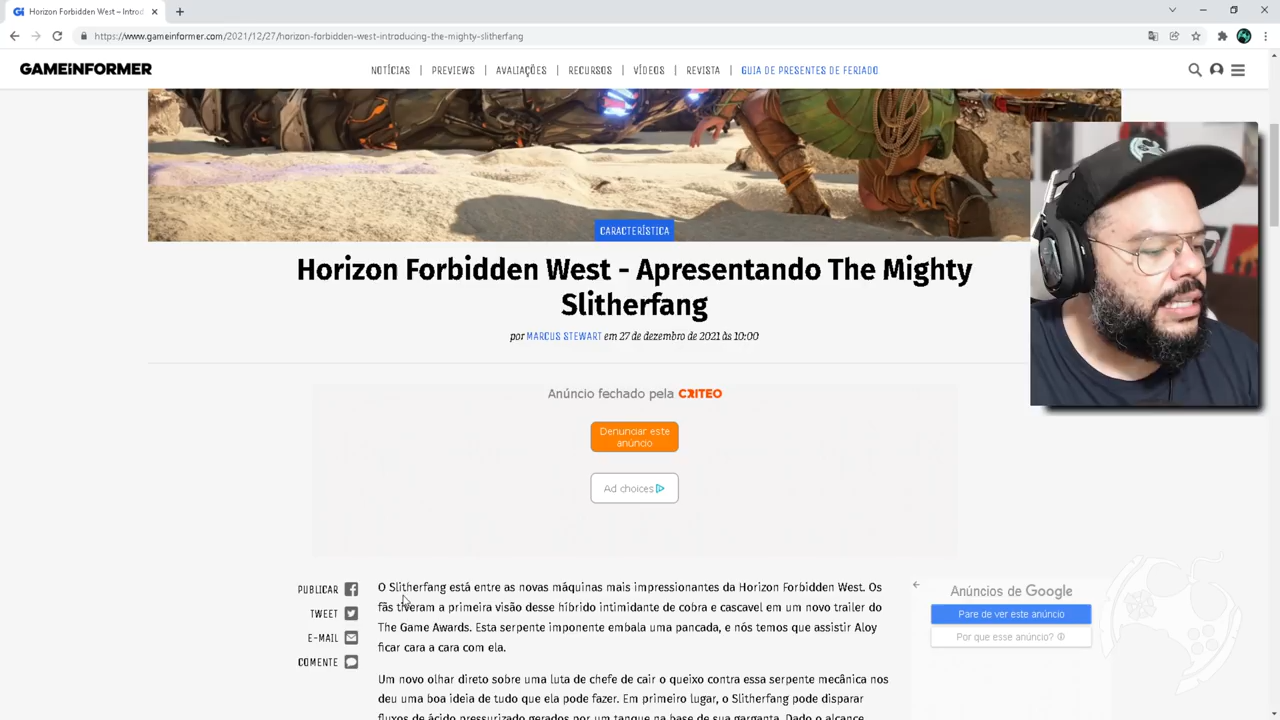 Horizon Forbidden West – Introd
https://www.gameinformer.com/2021/12/27/horizon-forbidden-west-introducing-the-mighty-slitherfang
GAMEINFORMER
NOTÍCIAS | PREVIEWS | AVALIAÇÕES | RECURSOS | VÍDEOS | REVISTA | GUIA DE PRESENTES DE FERIADO
CARACTERÍSTICA
Horizon Forbidden West - Apresentando The Mighty
Slitherfang
por MARCUS STEWART em 27 de dezembro de 2021 às 10:00
Anúncio fechado pela CRITEO
Denunciar este
anúncio
Ad choices
PUBLICAR
TWEET
E-MAIL
COMENTE
O Slitherfang está entre as novas máquinas mais impressionantes da Horizon Forbidden West. Os
fãs tiveram a primeira visão desse híbrido intimidante de cobra e cascavel em um novo trailer do
The Game Awards. Esta serpente imponente embala uma pancada, e nós temos que assistir Aloy
ficar cara a cara com ela.
Um novo olhar direto sobre uma luta de chefe de cair o queixo contra essa serpente mecânica nos
deu uma boa ideia de tudo que ela pode fazer. Em primeiro lugar, o Slitherfang pode disparar
fluxos de ácido pressurizado gerados por um tanque na base de sua garganta. Dado o alcance
Anúncios de Google
Pare de ver este anúncio
Por que esse anúncio?